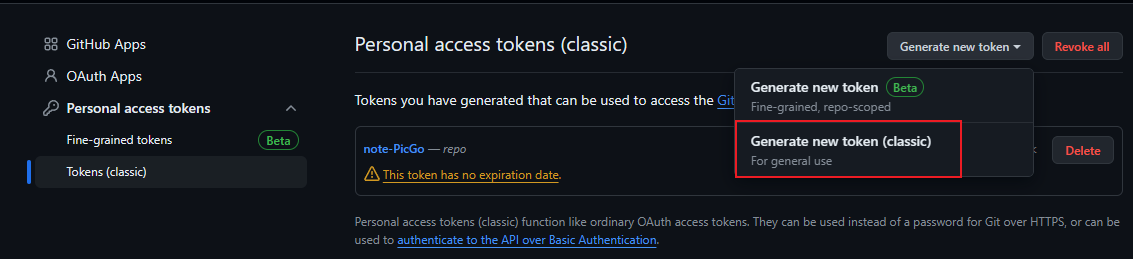 GitHub Apps
OAuth Apps
Personal access tokens
Fine-grained tokens Beta
Tokens (classic)
Personal access tokens (classic)
Generate new token
Revoke all
Generate new token Beta
Fine-grained, repo-scoped
Generate new token (classic)
For general use
Tokens you have generated that can be used to access the
note-PicGo — repo
Delete
This token has no expiration date.
Personal access tokens (classic) function like ordinary OAuth access tokens. They can be used instead of a password for Git over HTTPS, or can be
used to authenticate to the API over Basic Authentication.